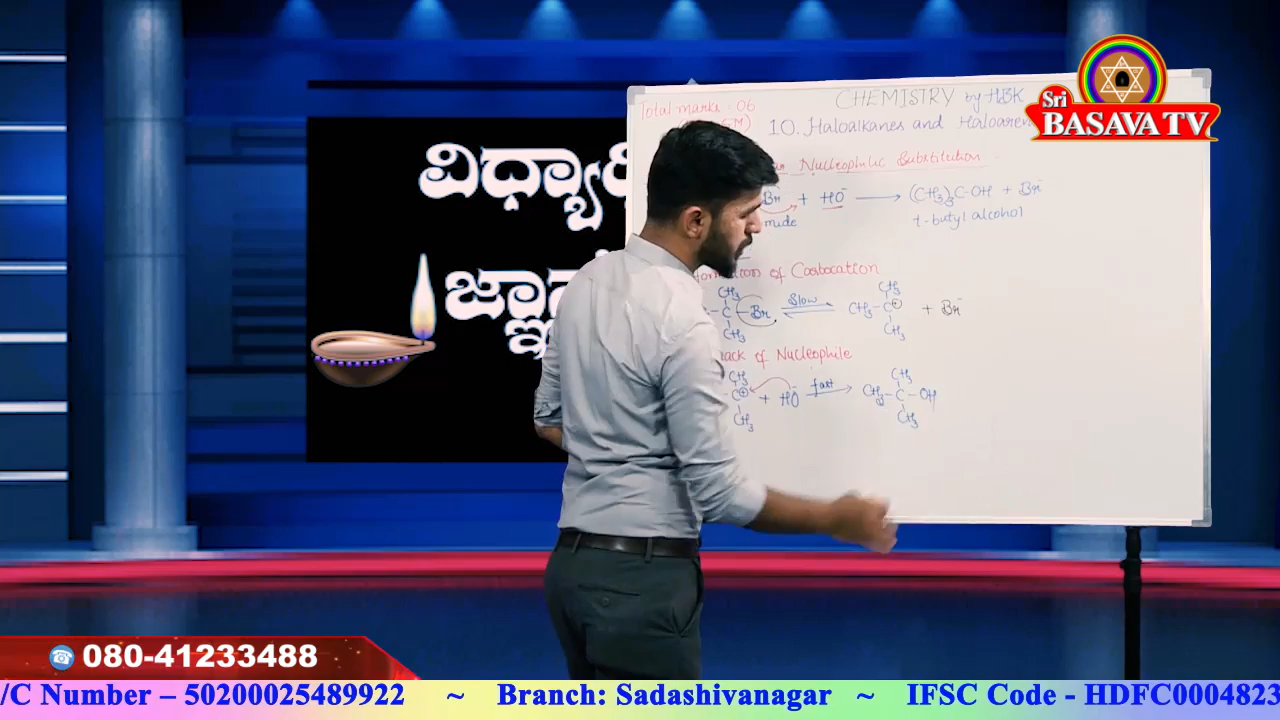 Sri
BASAVA TV
ವಿದ್ಯಾರ್ಥಿ
ಜ್ಞಾನ
Total marks : 06
CHEMISTRY by HBK
10. Haloalkanes and Haloaren
Nucleophilic Substitution
Br + HO⁻ ⟶ (CH₃)₃C-OH + Br⁻
mide t-butyl alcohol
mation of Carbocation
CH₃ CH₃
C – Br Slow CH₃-C⊕ + Br⁻
CH₃ CH₃
tack of Nucleophile
CH₃ CH₃
C⊕ + HO⁻ fast CH₃-C-OH
CH₃ CH₃
080-41233488
/C Number – 50200025489922 ~ Branch: Sadashivanagar ~ IFSC Code - HDFC0004823